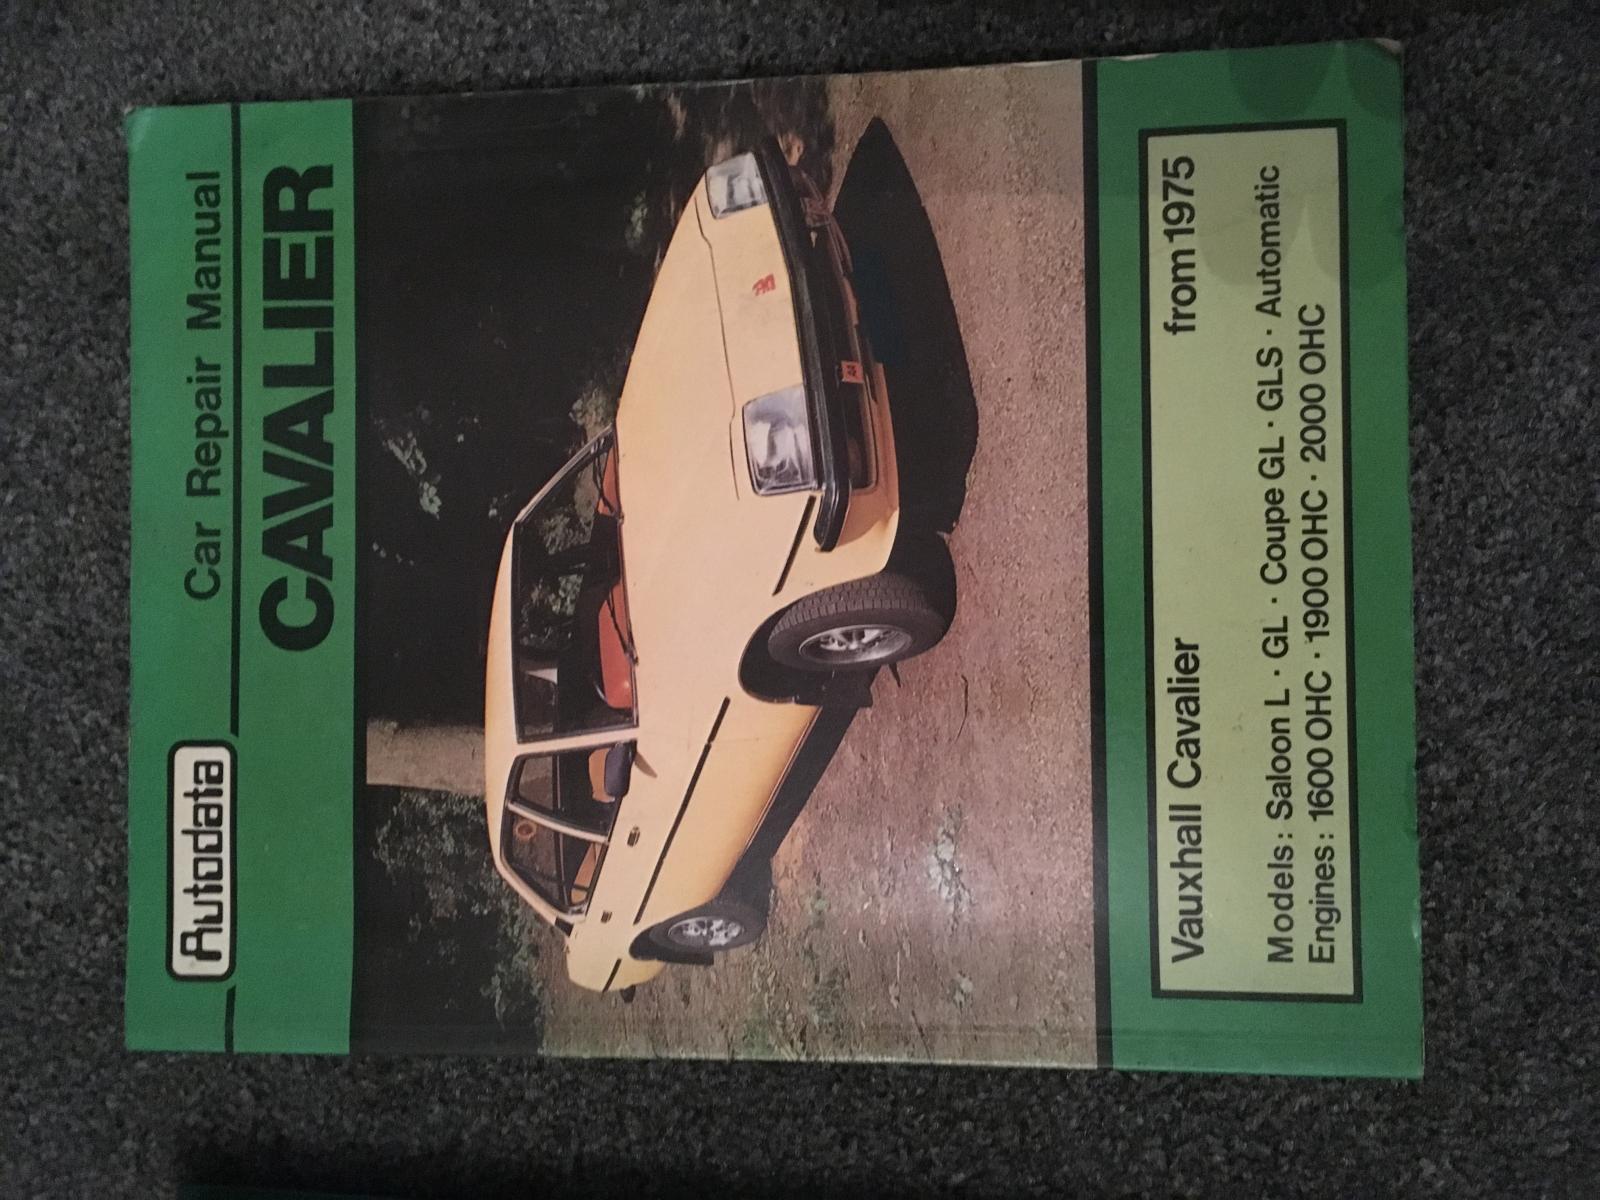 Autodata
Car Repair Manual
CAVALIER
Vauxhall Cavalier from 1975
Models: Saloon L · GL · Coupe GL · GLS · Automatic
Engines: 1600 OHC · 1900 OHC · 2000 OHC